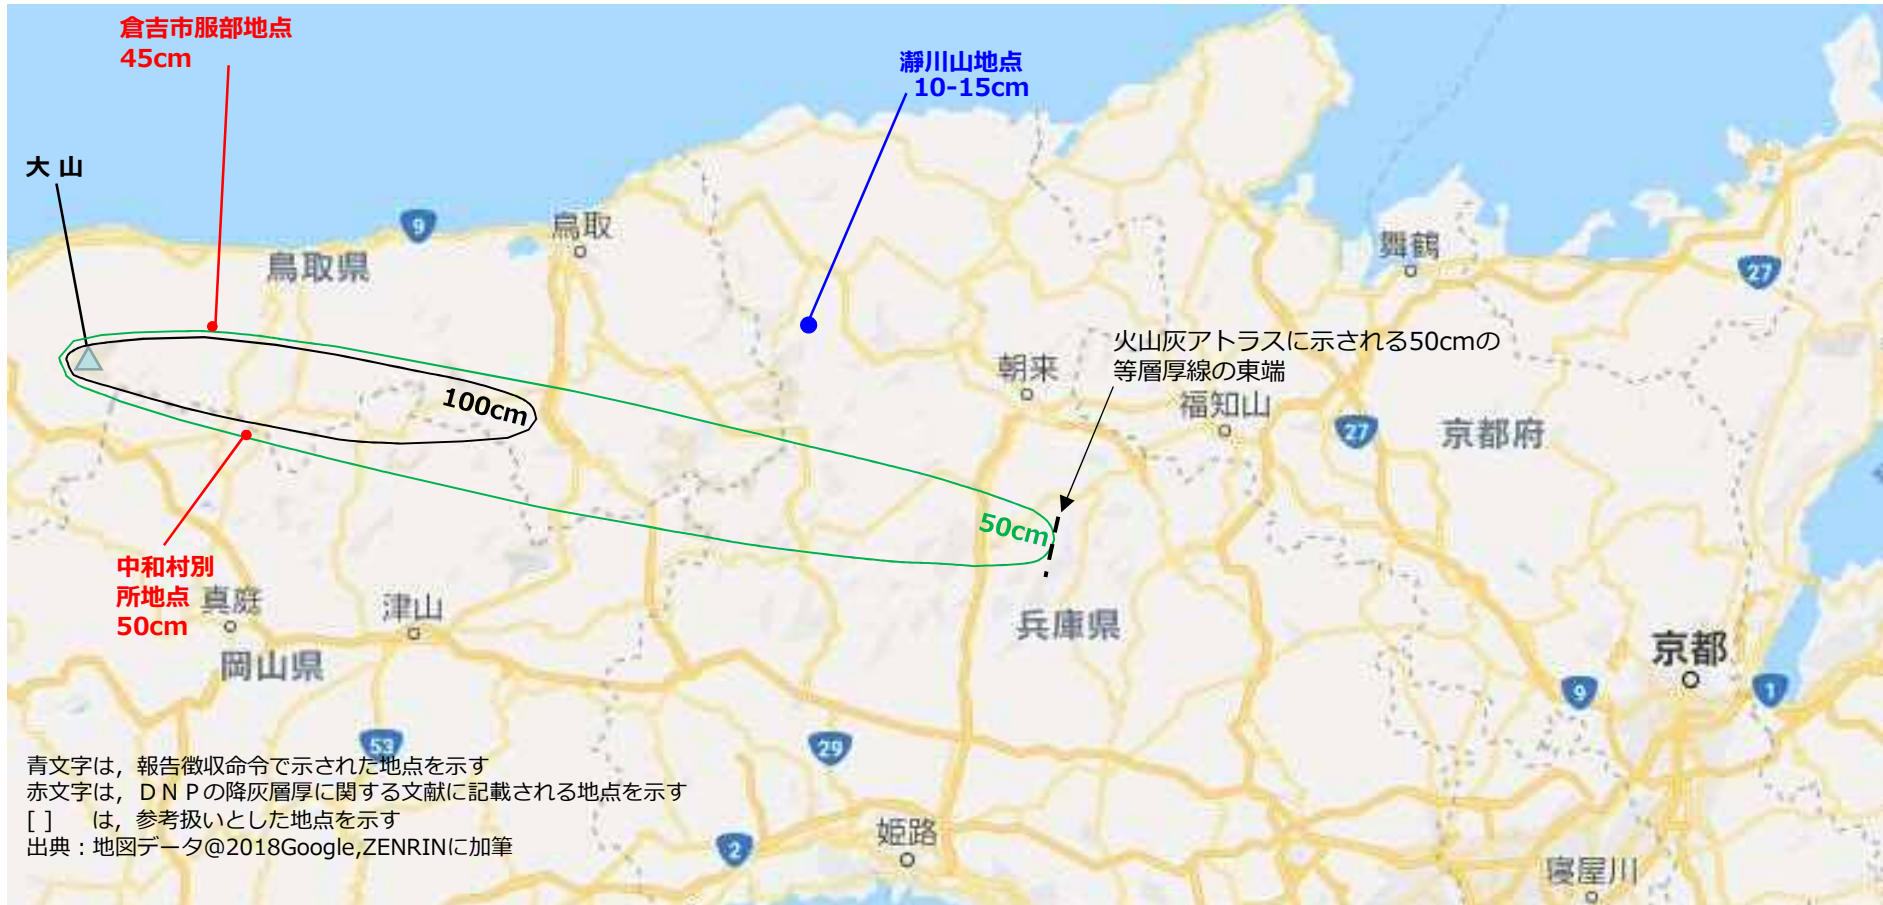 倉吉市服部地点
45cm
瀞川山地点
10-15cm
大 山
9
鳥取
鳥取県
舞鶴
27
火山灰アトラスに示される50cmの
等層厚線の東端
朝来
福知山
100cm
27
京都府
50cm
中和村別
所地点
50cm
真庭
津山
兵庫県
岡山県
京都
9
1
53
29
青文字は，報告徴収命令で示された地点を示す
赤文字は，ＤＮＰの降灰層厚に関する文献に記載される地点を示す
[ ]　は，参考扱いとした地点を示す
出典：地図データ@2018Google,ZENRINに加筆
2
姫路
寝屋川
1